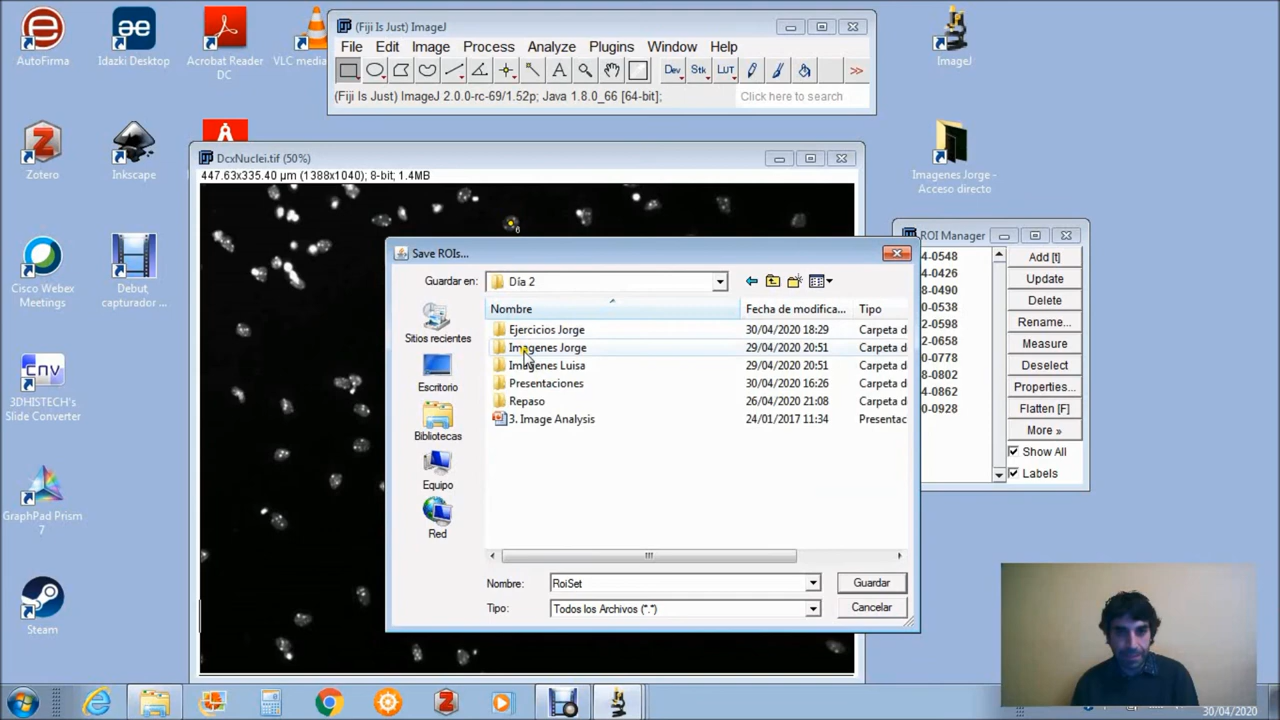 AutoFirma
Idazki Desktop
Acrobat Reader
DC
VLC media
Zotero
Inkscape
Cisco Webex
Meetings
Debut,
capturador ...
3DHISTECH's
Slide Converter
GraphPad Prism
7
Steam
ImageJ
Imagenes Jorge -
Acceso directo
(Fiji Is Just) ImageJ
File Edit Image Process Analyze Plugins Window Help
Dev Stk LUT >>
(Fiji Is Just) ImageJ 2.0.0-rc-69/1.52p; Java 1.8.0_66 [64-bit];
Click here to search
DcxNuclei.tif (50%)
447.63x335.40 µm (1388x1040); 8-bit; 1.4MB
6
Save ROIs...
Guardar en: Día 2
Sitios recientes
Escritorio
Bibliotecas
Equipo
Red
Nombre Fecha de modifica... Tipo
Ejercicios Jorge 30/04/2020 18:29 Carpeta d
Imagenes Jorge 29/04/2020 20:51 Carpeta d
Imagenes Luisa 29/04/2020 20:51 Carpeta d
Presentaciones 30/04/2020 16:26 Carpeta d
Repaso 26/04/2020 21:08 Carpeta d
3. Image Analysis 24/01/2017 11:34 Presentac
Nombre: RoiSet
Guardar
Tipo: Todos los Archivos (*.*)
Cancelar
ROI Manager
4-0548
4-0426
8-0490
0-0538
2-0598
0-0668
6-0778
8-0802
4-0862
0-0928
Add [t]
Update
Delete
Rename...
Measure
Deselect
Properties...
Flatten [F]
More »
Show All
Labels
30/04/2020